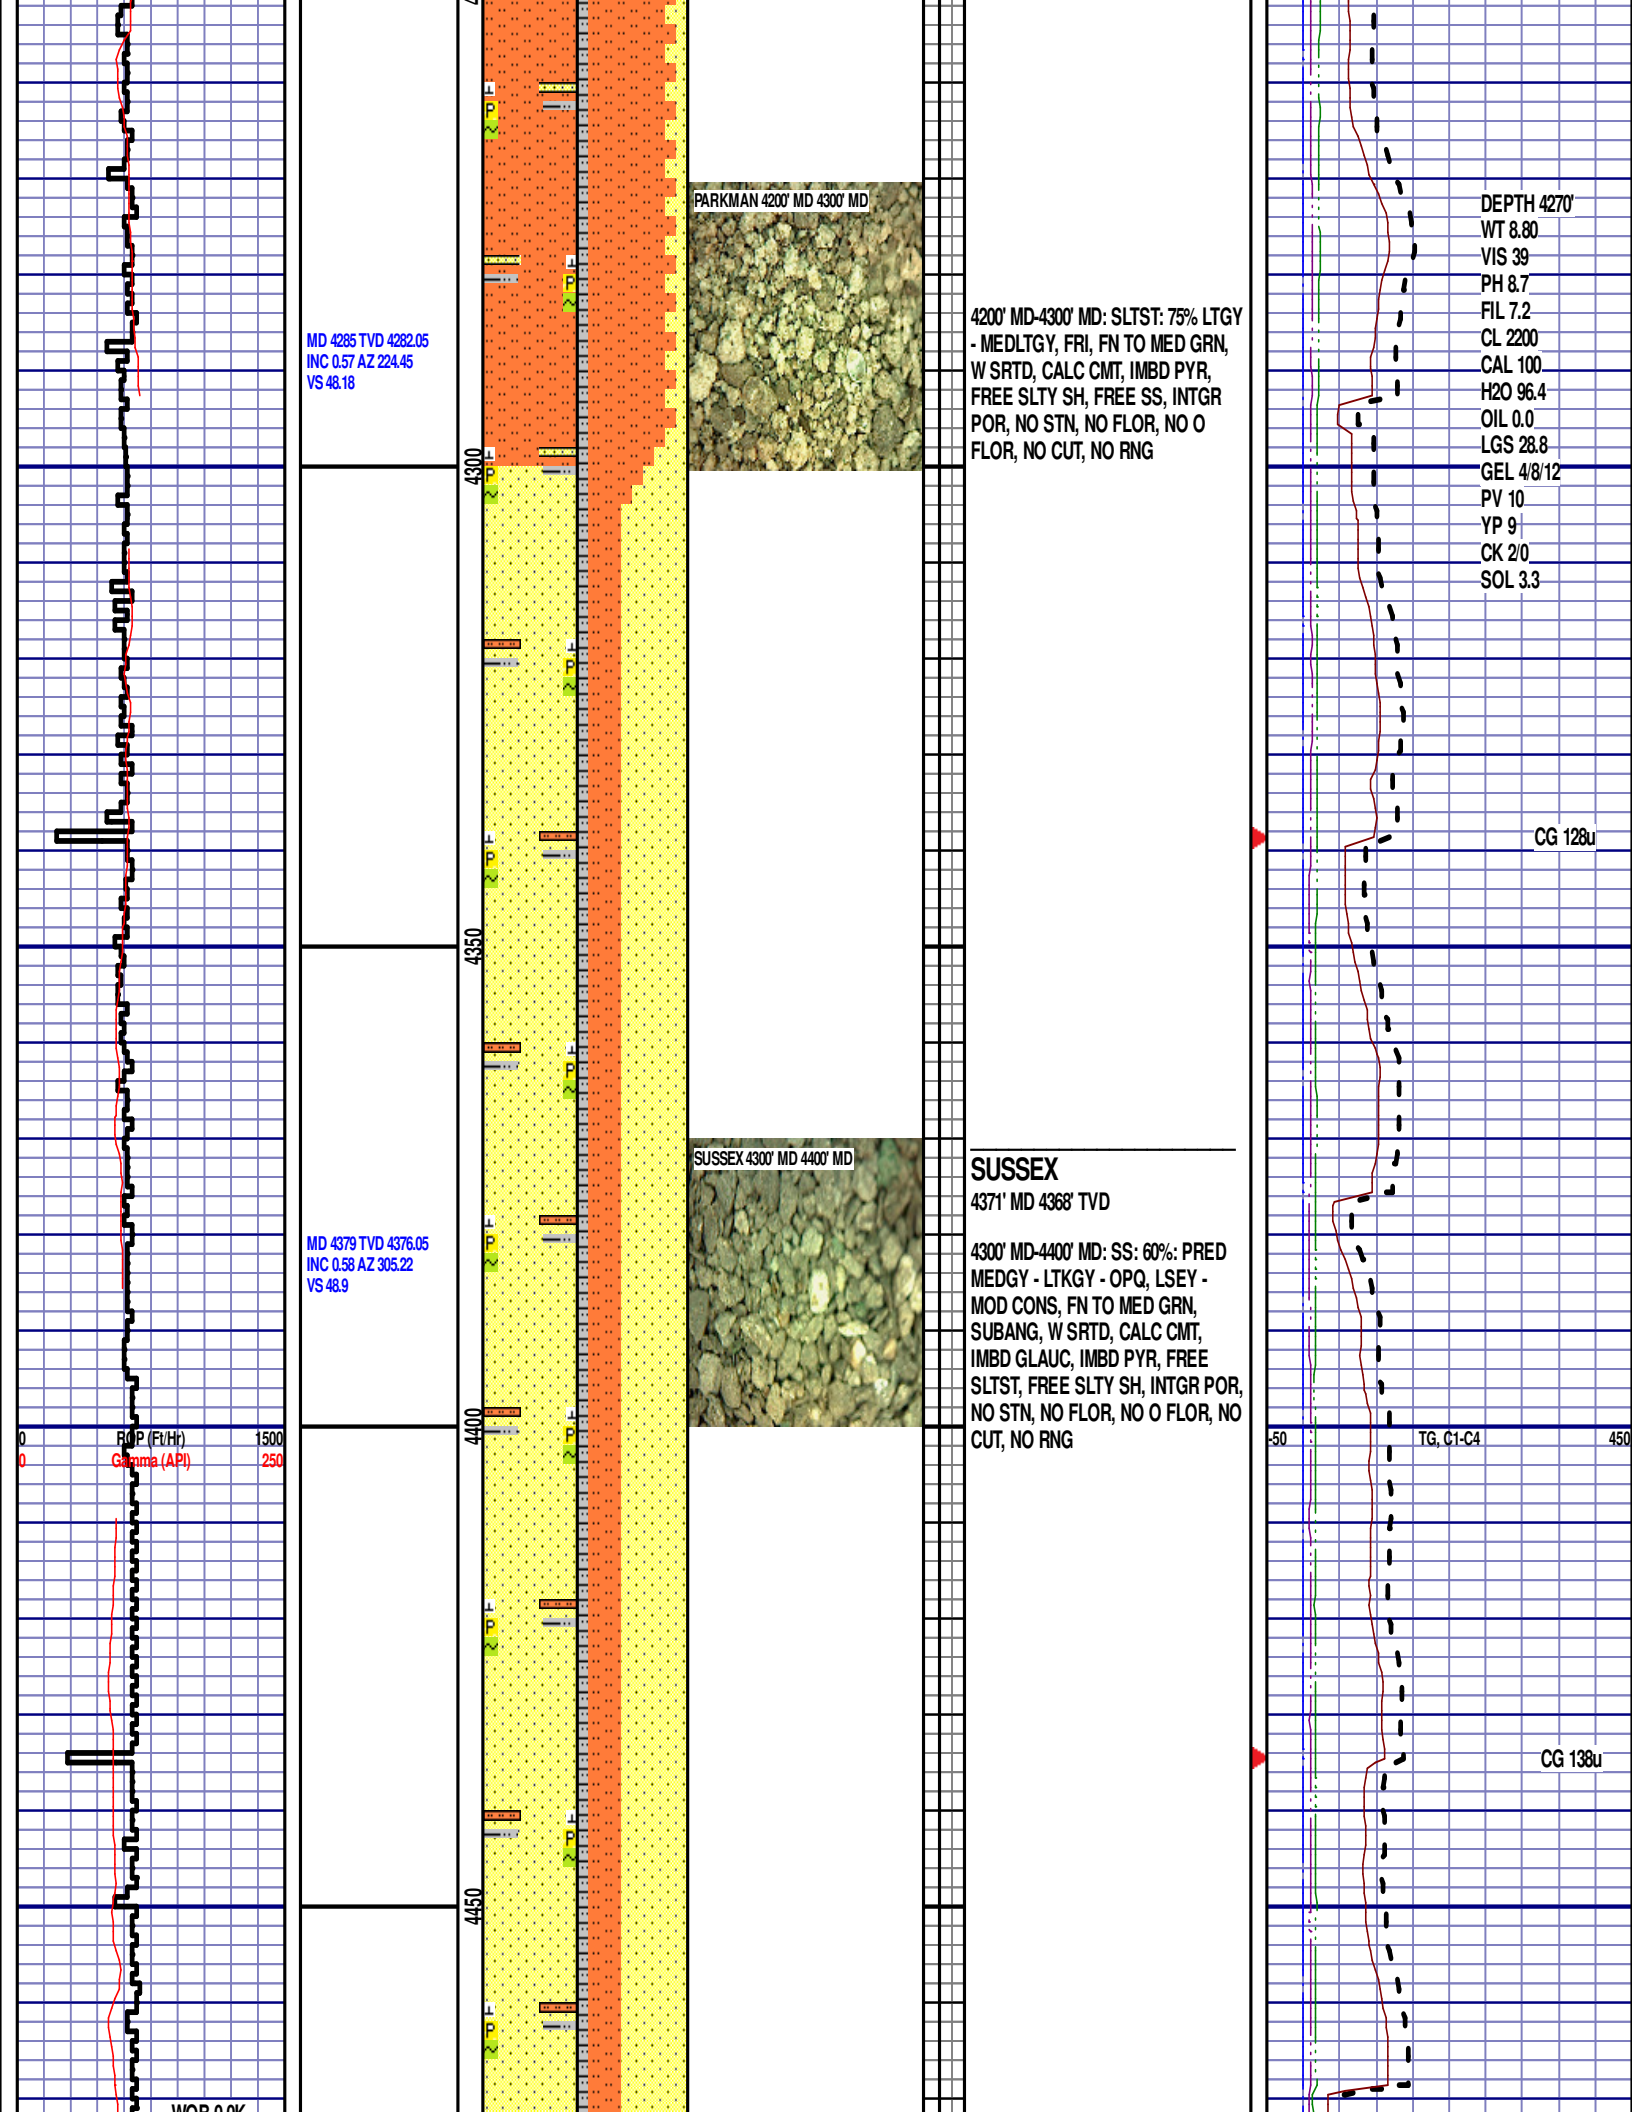 PARKMAN 4200' MD 4300' MD
DEPTH 4270'
WT 8.80
VIS 39
PH 8.7
FIL 7.2
CL 2200
CAL 100
H2O 96.4
OIL 0.0
LGS 28.8
GEL 4/8/12
PV 10
YP 9
CK 2/0
SOL 3.3
4200' MD-4300' MD: SLTST: 75% LTGY
- MEDLTGY, FRI, FN TO MED GRN,
W SRTD, CALC CMT, IMBD PYR,
FREE SLTY SH, FREE SS, INTGR
POR, NO STN, NO FLOR, NO O
FLOR, NO CUT, NO RNG
MD 4285 TVD 4282.05
INC 0.57 AZ 224.45
VS 48.18
4300
CG 128u
4350
SUSSEX 4300' MD 4400' MD
SUSSEX
4371' MD 4368' TVD
4300' MD-4400' MD: SS: 60%: PRED
MEDGY - LTKGY - OPQ, LSEY -
MOD CONS, FN TO MED GRN,
SUBANG, W SRTD, CALC CMT,
IMBD GLAUC, IMBD PYR, FREE
SLTST, FREE SLTY SH, INTGR POR,
NO STN, NO FLOR, NO O FLOR, NO
CUT, NO RNG
MD 4379 TVD 4376.05
INC 0.58 AZ 305.22
VS 48.9
4400
0 ROP (Ft/Hr) 1500
0 Gamma (API) 250
-50 TG, C1-C4 450
CG 138u
4450
P
P
P
P
P
P
P
P
P
P
P
WOB 0.0K